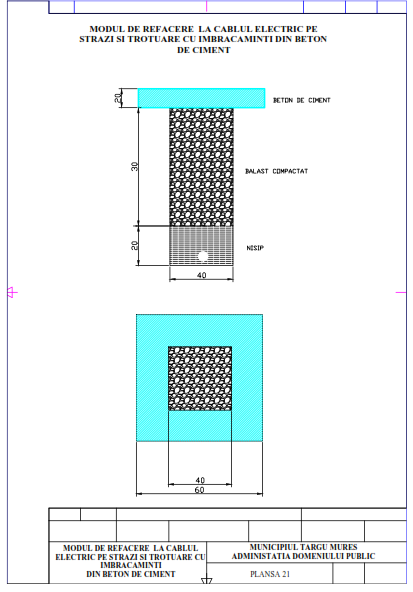 MODUL DE REFACERE LA CABLUL ELECTRIC PE
STRAZI SI TROTUARE CU IMBRACAMINTI DIN BETON
DE CIMENT
20
BETON DE CIMENT
30
BALAST COMPACTAT
20
NISIP
40
40
60
MODUL DE REFACERE LA CABLUL
ELECTRIC PE STRAZI SI TROTUARE CU
IMBRACAMINTI
DIN BETON DE CIMENT
MUNICIPIUL TARGU MURES
ADMINISTATIA DOMENIULUI PUBLIC
PLANSA 21